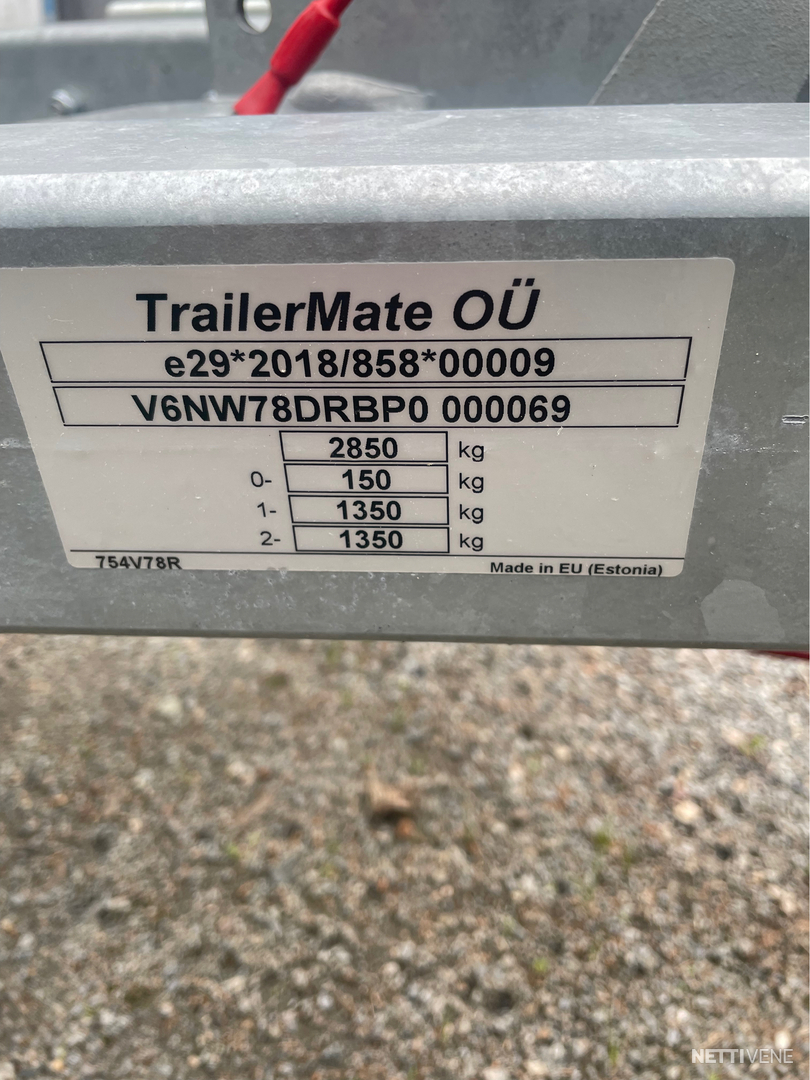 TrailerMate OÜ
e29*2018/858*00009
V6NW78DRBP0 000069
2850 kg
0- 150 kg
1- 1350 kg
2- 1350 kg
754V78R Made in EU (Estonia)
NETTIVENE